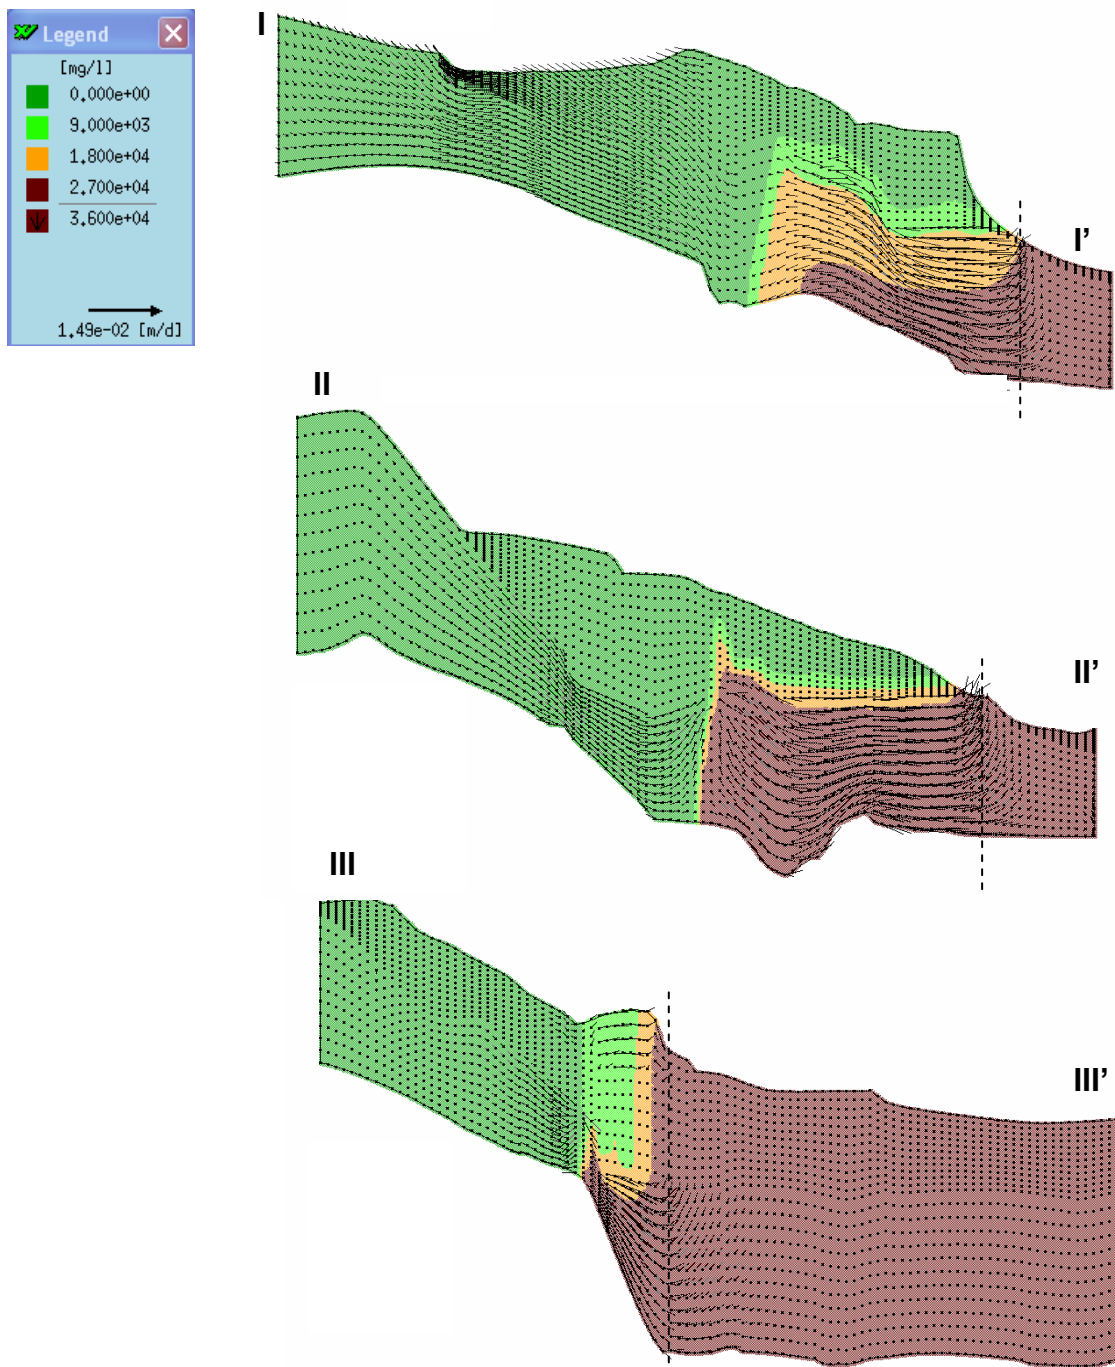 Legend
[mg/l]
0.000e+00
9.000e+03
1.800e+04
2.700e+04
3.600e+04
1.49e-02 [m/d]
I
I’
II
II’
III
III’